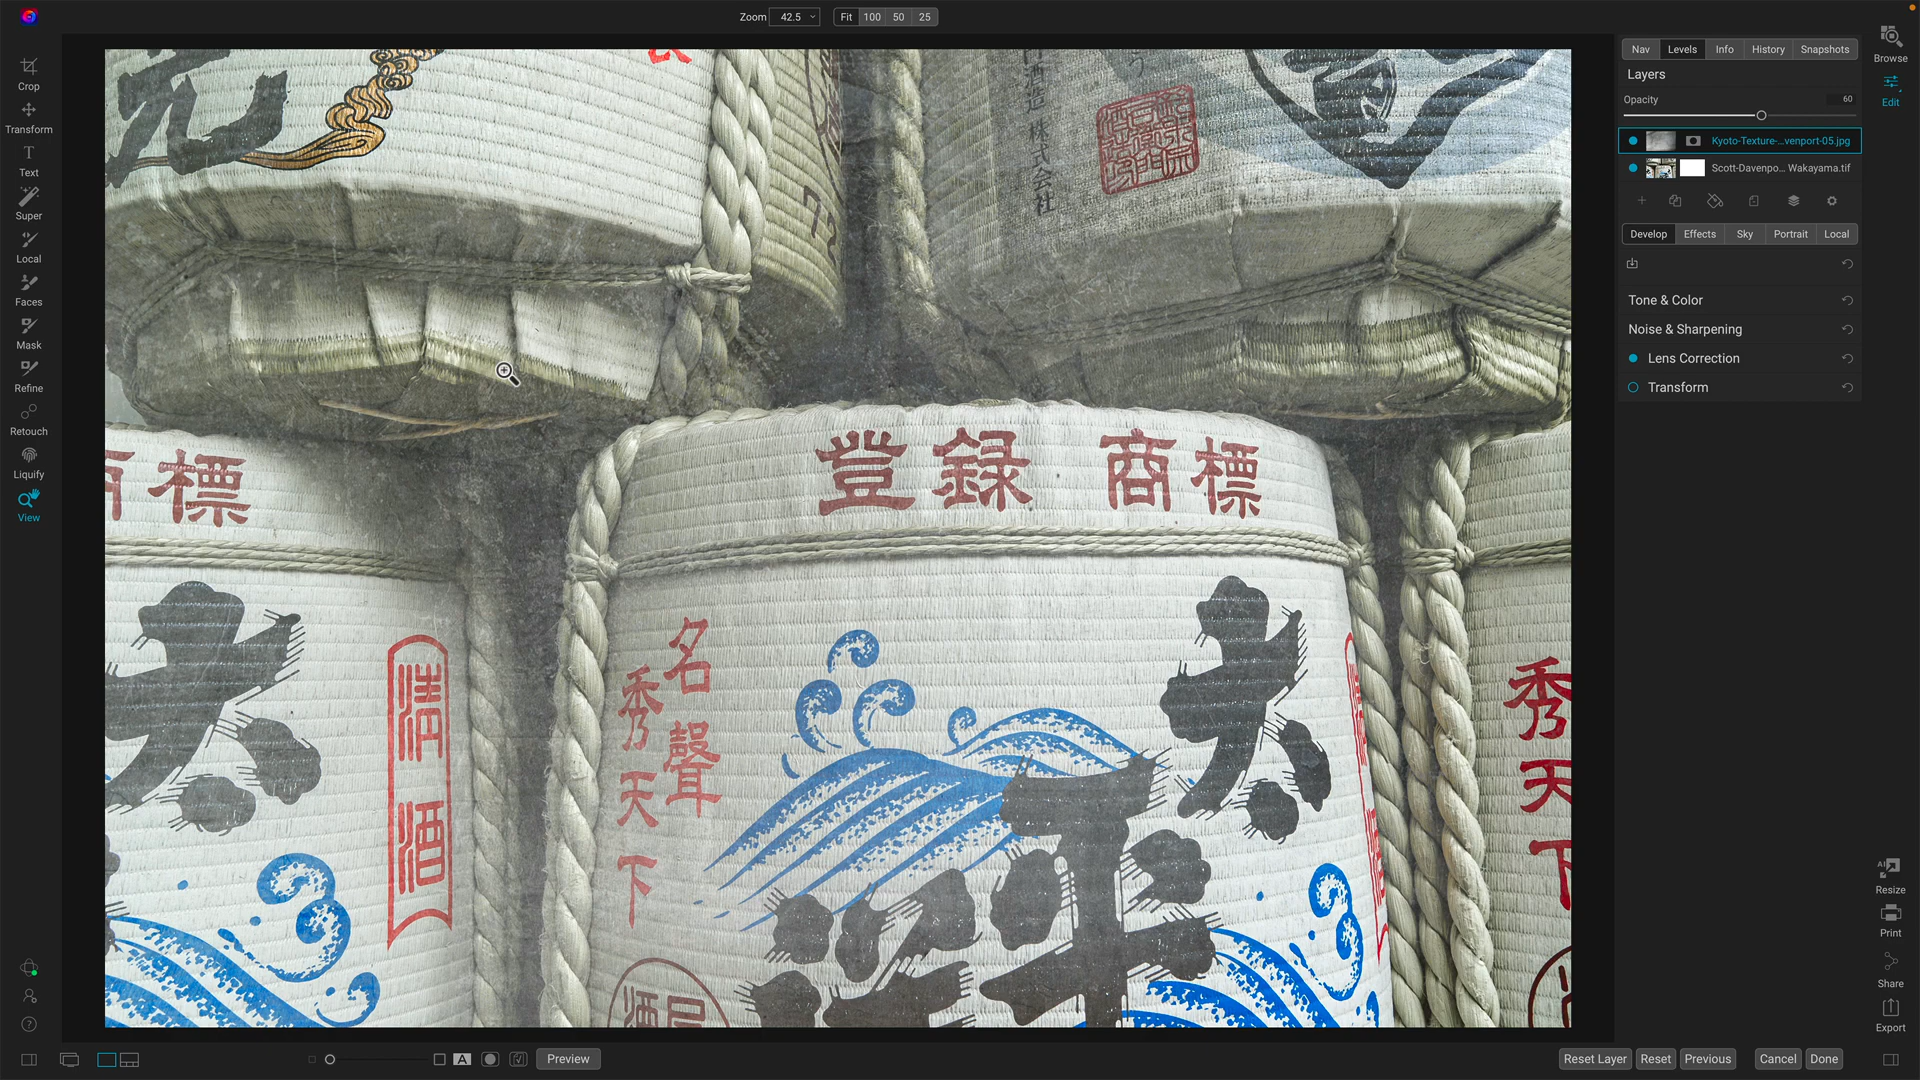 Zoom 42.5 Fit 100 50 25
Crop
Transform
Text
Super
Local
Faces
Mask
Refine
Retouch
Liquify
View
元
株式会社
登録 商標
商標
名聲
秀天下
清酒
秀天下
Nav Levels Info History Snapshots
Layers
Opacity 60
Kyoto-Texture-...venport-05.jpg
Scott-Davenpo... Wakayama.tif
Develop Effects Sky Portrait Local
Tone & Color
Noise & Sharpening
Lens Correction
Transform
Browse
Edit
AI
Resize
Print
Share
Export
A Preview
Reset Layer Reset Previous Cancel Done